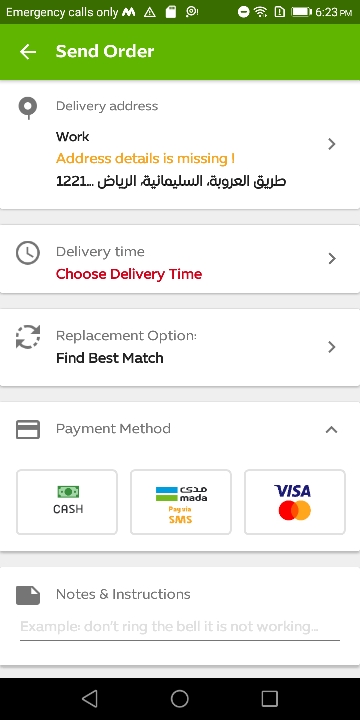 Emergency calls only 6:23PM
Send Order
Delivery address
Work
Address details is missing !
طريق العروبة، السليمانية، الرياض ...1221
Delivery time
Choose Delivery Time
Replacement Option:
Find Best Match
Payment Method
CASH
مدى
mada
Pay via
SMS
VISA
Notes & Instructions
Example: don't ring the bell it is not working...